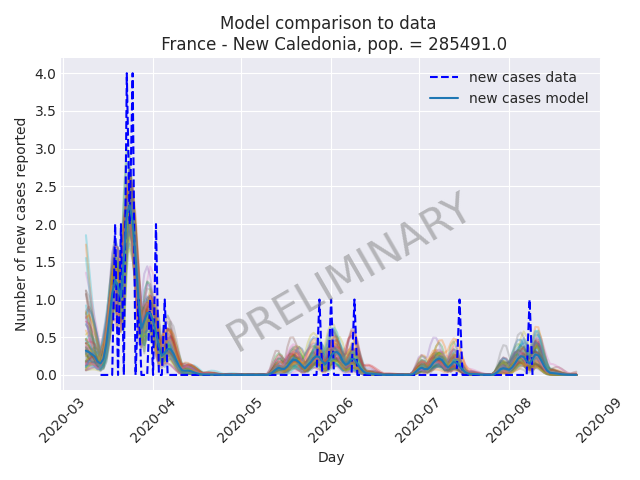 Model comparison to data
France - New Caledonia, pop. = 285491.0
new cases data
new cases model
Number of new cases reported
4.0
3.5
3.0
2.5
2.0
1.5
1.0
0.5
0.0
PRELIMINARY
2020-03
2020-04
2020-05
2020-06
2020-07
2020-08
2020-09
Day